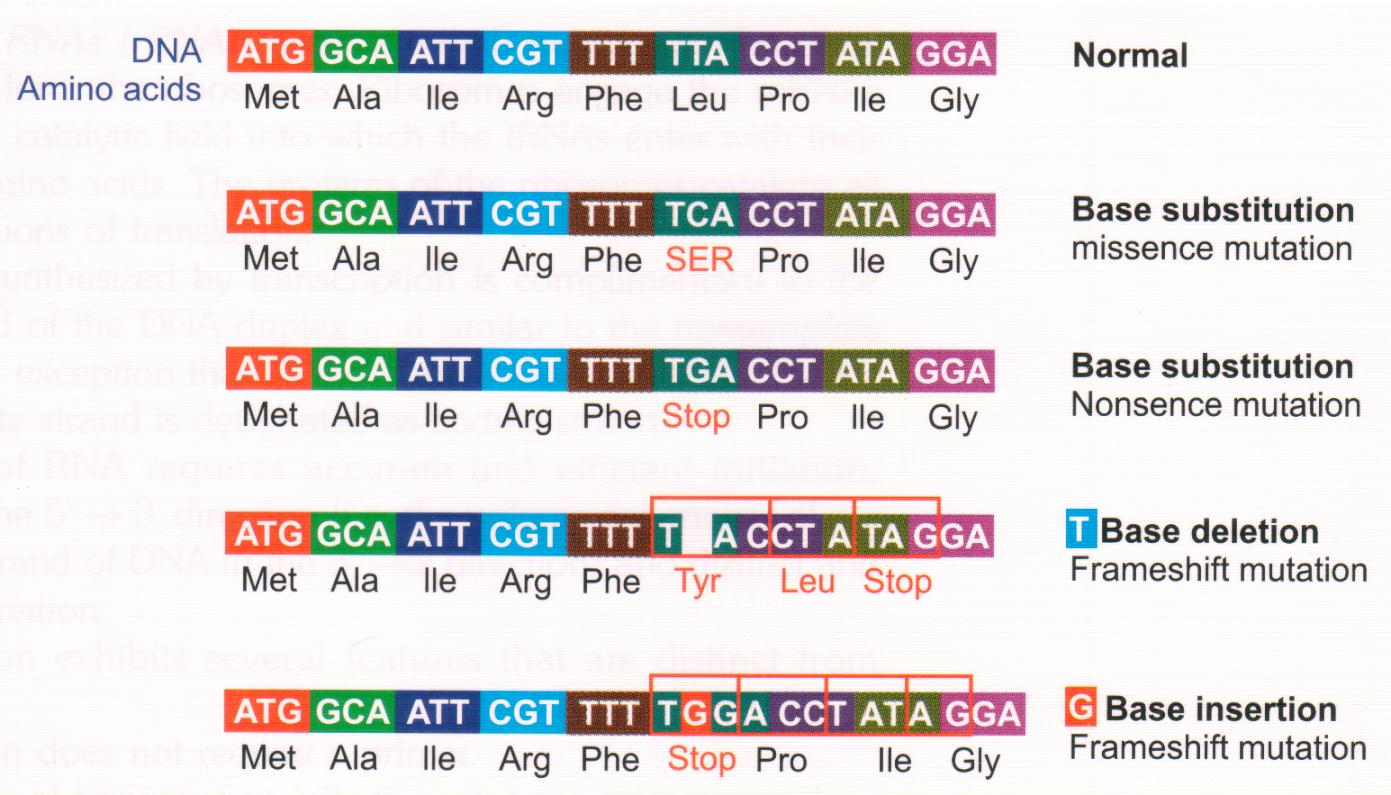 DNA ATG GCA ATT CGT TTT TTA CCT ATA GGA Normal
Amino acids Met Ala Ile Arg Phe Leu Pro Ile Gly
ATG GCA ATT CGT TTT TCA CCT ATA GGA Base substitution
Met Ala Ile Arg Phe SER Pro Ile Gly missence mutation
ATG GCA ATT CGT TTT TGA CCT ATA GGA Base substitution
Met Ala Ile Arg Phe Stop Pro Ile Gly Nonsence mutation
ATG GCA ATT CGT TTT T A CCT A TA GGA T Base deletion
Met Ala Ile Arg Phe Tyr Leu Stop Frameshift mutation
ATG GCA ATT CGT TTT TGGA CCT ATA GGA G Base insertion
Met Ala Ile Arg Phe Stop Pro Ile Gly Frameshift mutation